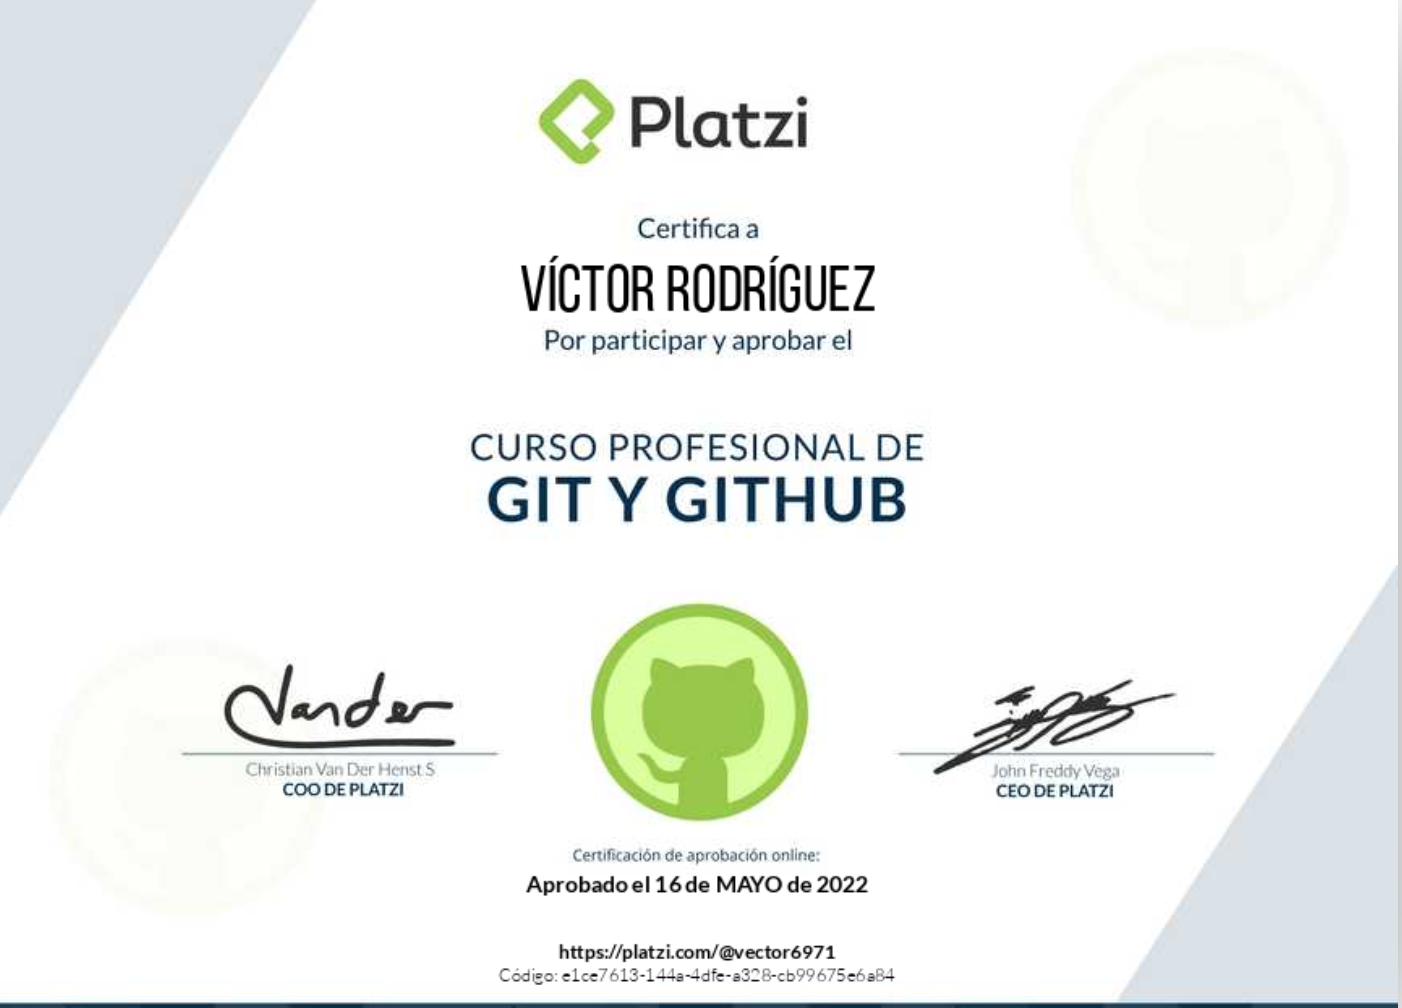 Platzi
Certifica a
VÍCTOR RODRÍGUEZ
Por participar y aprobar el
CURSO PROFESIONAL DE
GIT Y GITHUB
Vander
Christian Van Der Henst S
COO DE PLATZI
John Freddy Vega
CEO DE PLATZI
Certificación de aprobación online:
Aprobado el 16 de MAYO de 2022
https://platzi.com/@vector6971
Código: e1ce7613-144a-4dfe-a328-cb99675e6a84